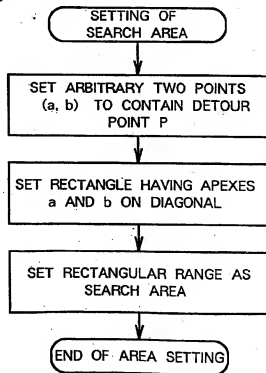 SETTING OF
SEARCH AREA
SET ARBITRARY TWO POINTS
(a, b) TO CONTAIN DETOUR
POINT P
SET RECTANGLE HAVING APEXES
a AND b ON DIAGONAL
SET RECTANGULAR RANGE AS
SEARCH AREA
END OF AREA SETTING